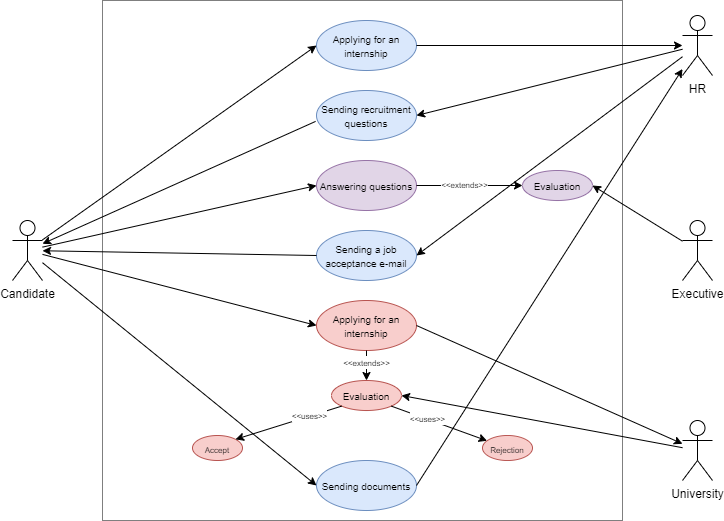 Applying for an
internship
HR
Sending recruitment
questions
Answering questions
<<extends>>
Evaluation
Candidate
Sending a job
acceptance e-mail
Executive
Applying for an
internship
<<extends>>
Evaluation
<<uses>>
<<uses>>
Accept
Rejection
Sending documents
University